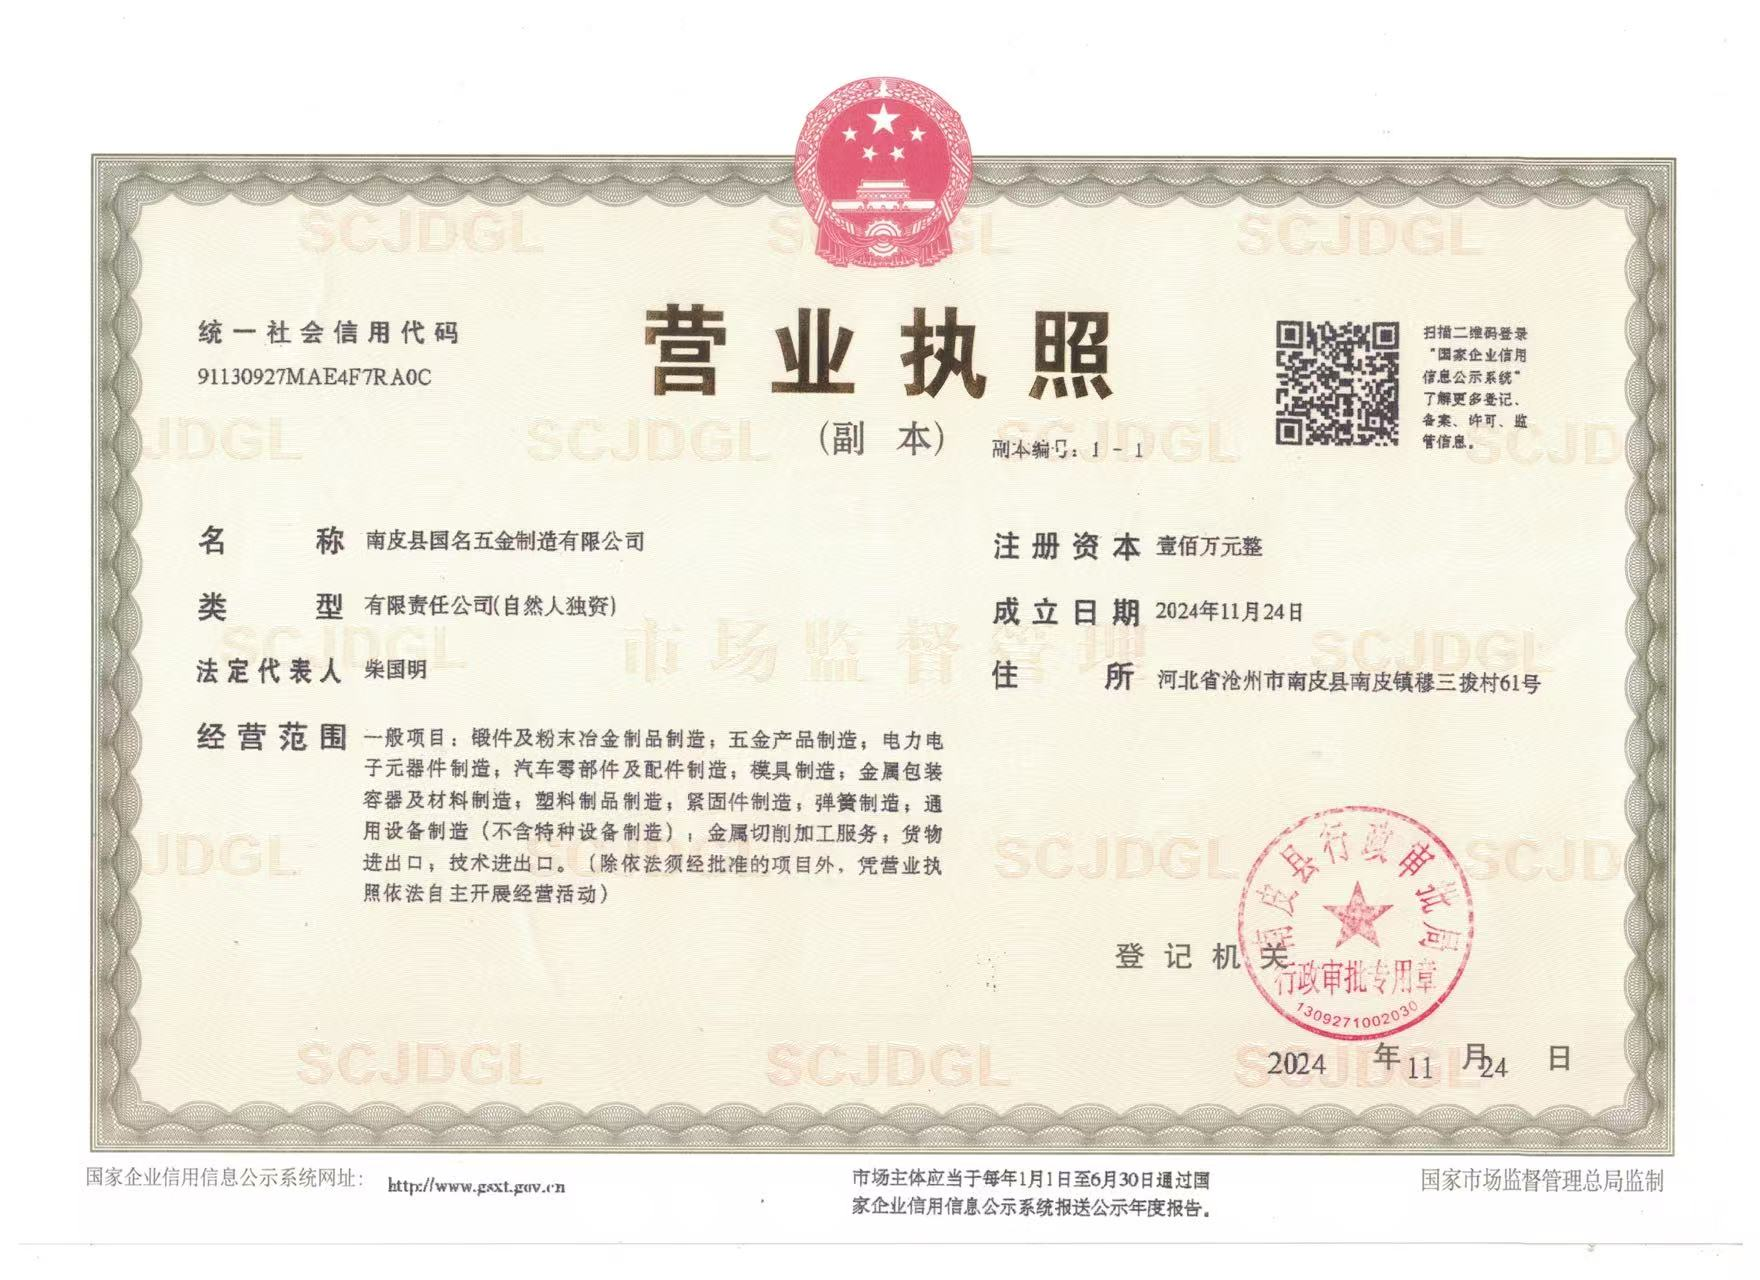 统一社会信用代码
91130927MAE4F7RA0C
营业执照
(副 本)
副本编号：1 - 1
扫描二维码登录
“国家企业信用
信息公示系统”
了解更多登记、
备案、许可、监
管信息。
名 称 南皮县国名五金制造有限公司
类 型 有限责任公司(自然人独资)
法定代表人 柴国明
经营范围 一般项目：锻件及粉末冶金制品制造；五金产品制造；电力电
子元器件制造；汽车零部件及配件制造；模具制造；金属包装
容器及材料制造；塑料制品制造；紧固件制造；弹簧制造；通
用设备制造（不含特种设备制造）；金属切削加工服务；货物
进出口；技术进出口。（除依法须经批准的项目外，凭营业执
照依法自主开展经营活动）
注册资本 壹佰万元整
成立日期 2024年11月24日
住 所 河北省沧州市南皮县南皮镇穆三拨村61号
登记机关
南皮县行政审批局
行政审批专用章
1309271002030
2024 年 11 月 24 日
SCJDGL
市场监督管理
国家企业信用信息公示系统网址： http://www.gsxt.gov.cn
市场主体应当于每年1月1日至6月30日通过国
家企业信用信息公示系统报送公示年度报告。
国家市场监督管理总局监制